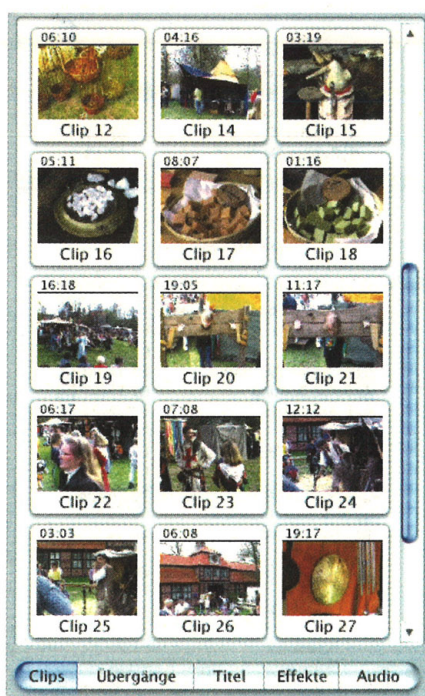 06:10 04:16 03:19
Clip 12 Clip 14 Clip 15
05:11 08:07 01:16
Clip 16 Clip 17 Clip 18
16:18 19:05 11:17
Clip 19 Clip 20 Clip 21
06:17 07:08 12:12
Clip 22 Clip 23 Clip 24
03:03 06:08 19:17
Clip 25 Clip 26 Clip 27
Clips Übergänge Titel Effekte Audio